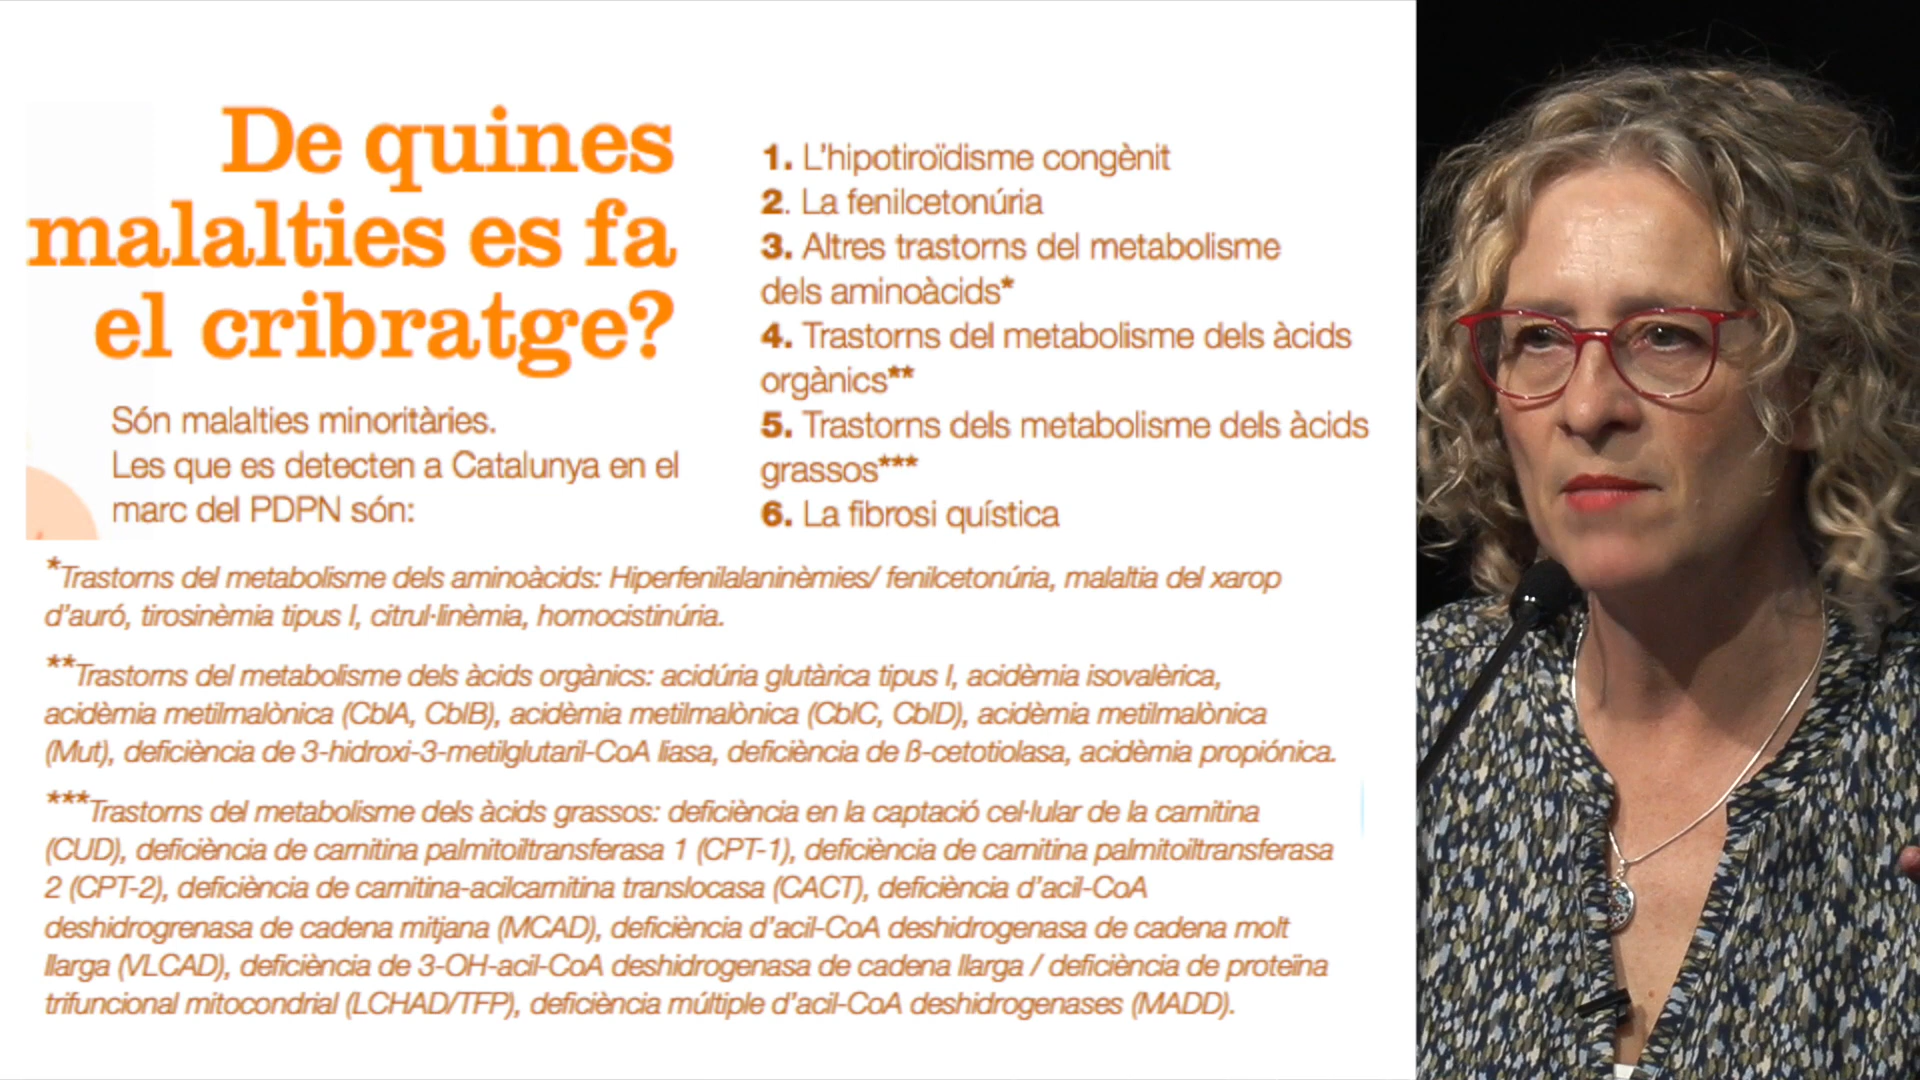 De quines
malalties es fa
el cribratge?
Són malalties minoritàries.
Les que es detecten a Catalunya en el
marc del PDPN són:
1. L'hipotiroïdisme congènit
2. La fenilcetonúria
3. Altres trastorns del metabolisme
dels aminoàcids*
4. Trastorns del metabolisme dels àcids
orgànics**
5. Trastorns dels metabolisme dels àcids
grassos***
6. La fibrosi quística
*Trastorns del metabolisme dels aminoàcids: Hiperfenilalaninèmies/ fenilcetonúria, malaltia del xarop
d'auró, tirosinèmia tipus I, citrul·linèmia, homocistinúria.
**Trastorns del metabolisme dels àcids orgànics: acidúria glutàrica tipus I, acidèmia isovalèrica,
acidèmia metilmalònica (CblA, CblB), acidèmia metilmalònica (CblC, CblD), acidèmia metilmalònica
(Mut), deficiència de 3-hidroxi-3-metilglutaril-CoA liasa, deficiència de ß-cetotiolasa, acidèmia propiónica.
***Trastorns del metabolisme dels àcids grassos: deficiència en la captació cel·lular de la carnitina
(CUD), deficiència de carnitina palmitoïltransferasa 1 (CPT-1), deficiència de carnitina palmitoïltransferasa
2 (CPT-2), deficiència de carnitina-acilcarnitina translocasa (CACT), deficiència d'acil-CoA
deshidrogrenasa de cadena mitjana (MCAD), deficiència d'acil-CoA deshidrogenasa de cadena molt
llarga (VLCAD), deficiència de 3-OH-acil-CoA deshidrogenasa de cadena llarga / deficiència de proteïna
trifuncional mitocondrial (LCHAD/TFP), deficiència múltiple d'acil-CoA deshidrogenases (MADD).